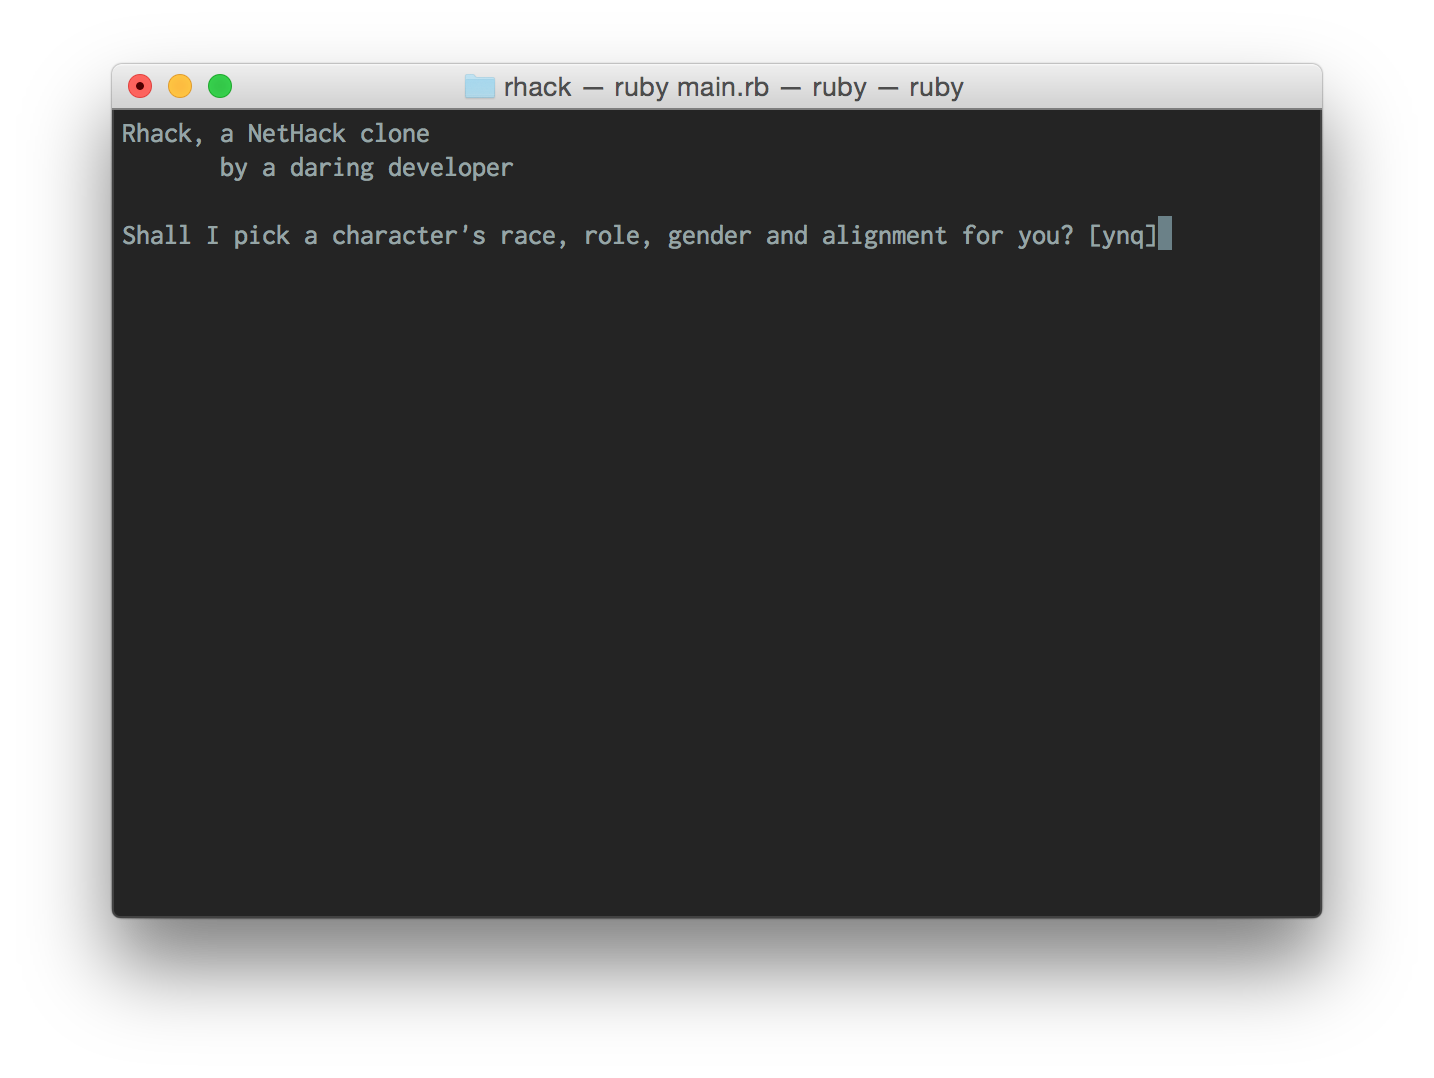 rhack — ruby main.rb — ruby — ruby
Rhack, a NetHack clone
by a daring developer
Shall I pick a character's race, role, gender and alignment for you? [ynq]